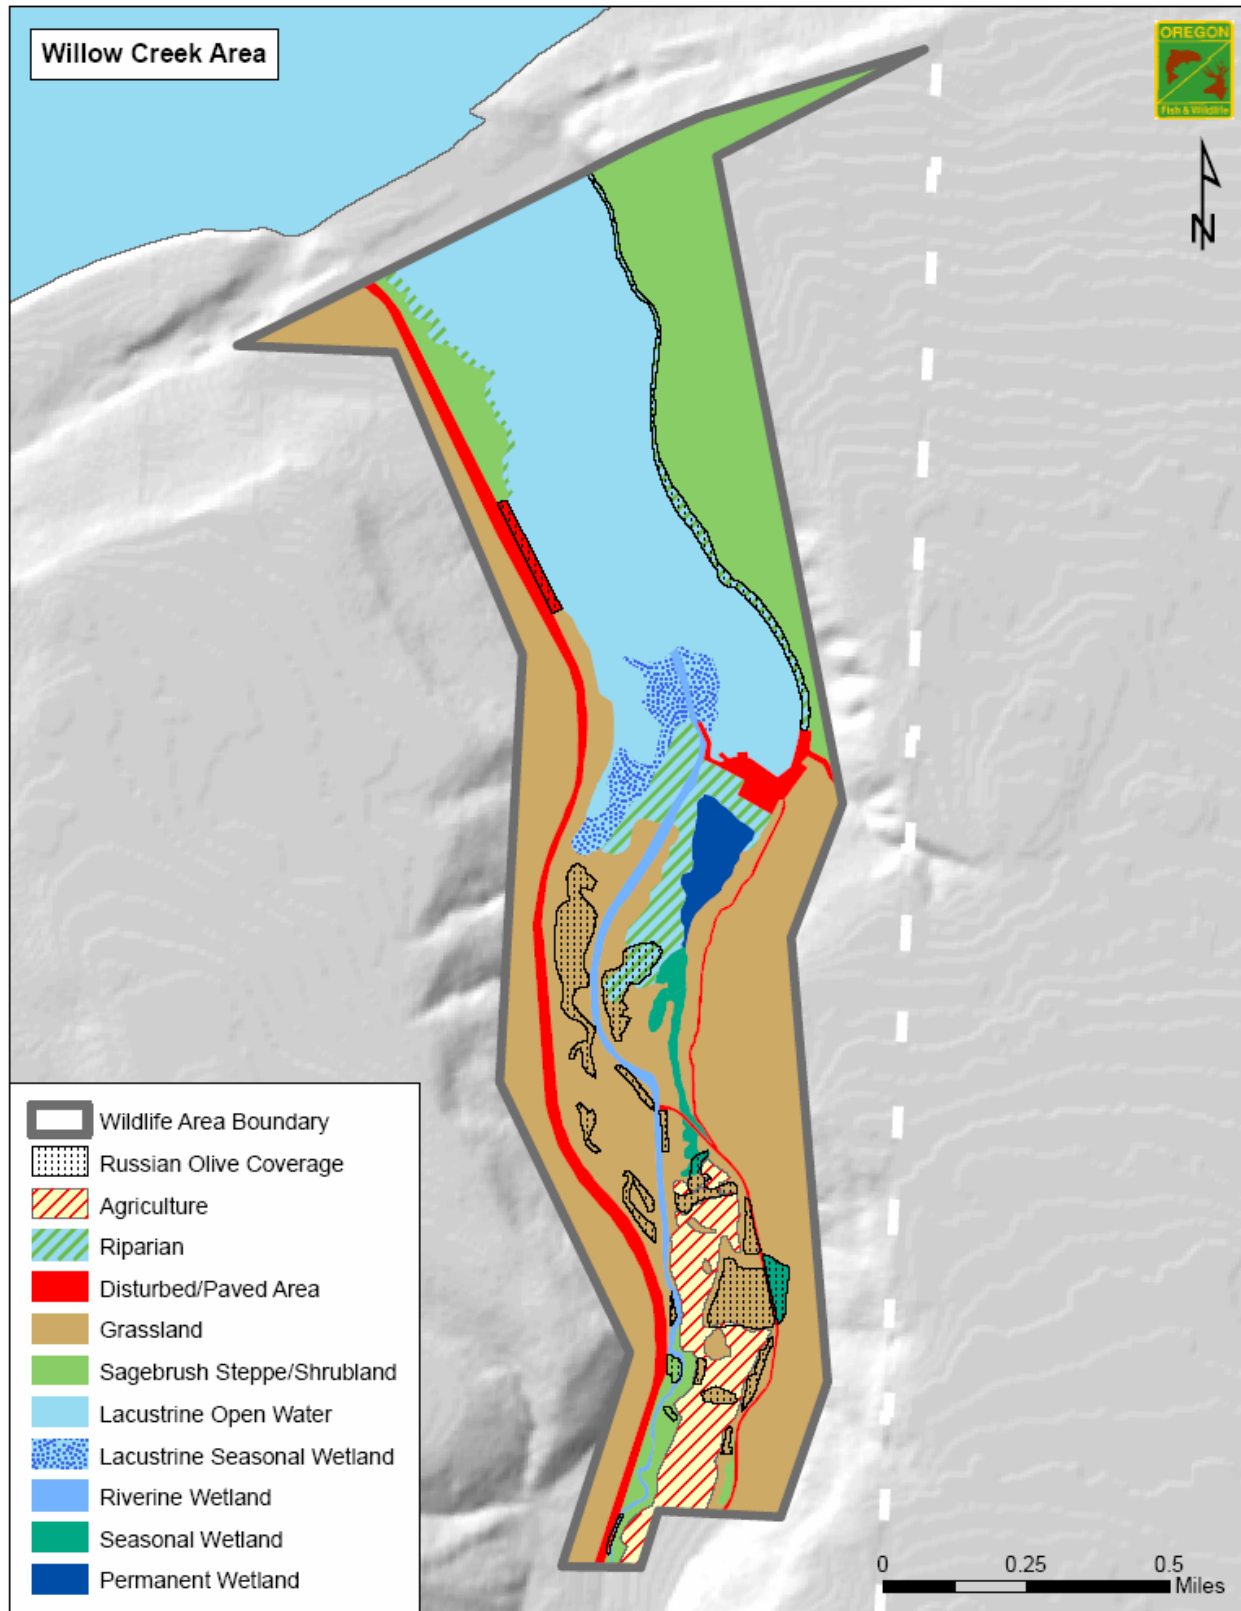 Willow Creek Area
OREGON
Fish & Wildlife
N
Wildlife Area Boundary
Russian Olive Coverage
Agriculture
Riparian
Disturbed/Paved Area
Grassland
Sagebrush Steppe/Shrubland
Lacustrine Open Water
Lacustrine Seasonal Wetland
Riverine Wetland
Seasonal Wetland
Permanent Wetland
0 0.25 0.5
Miles